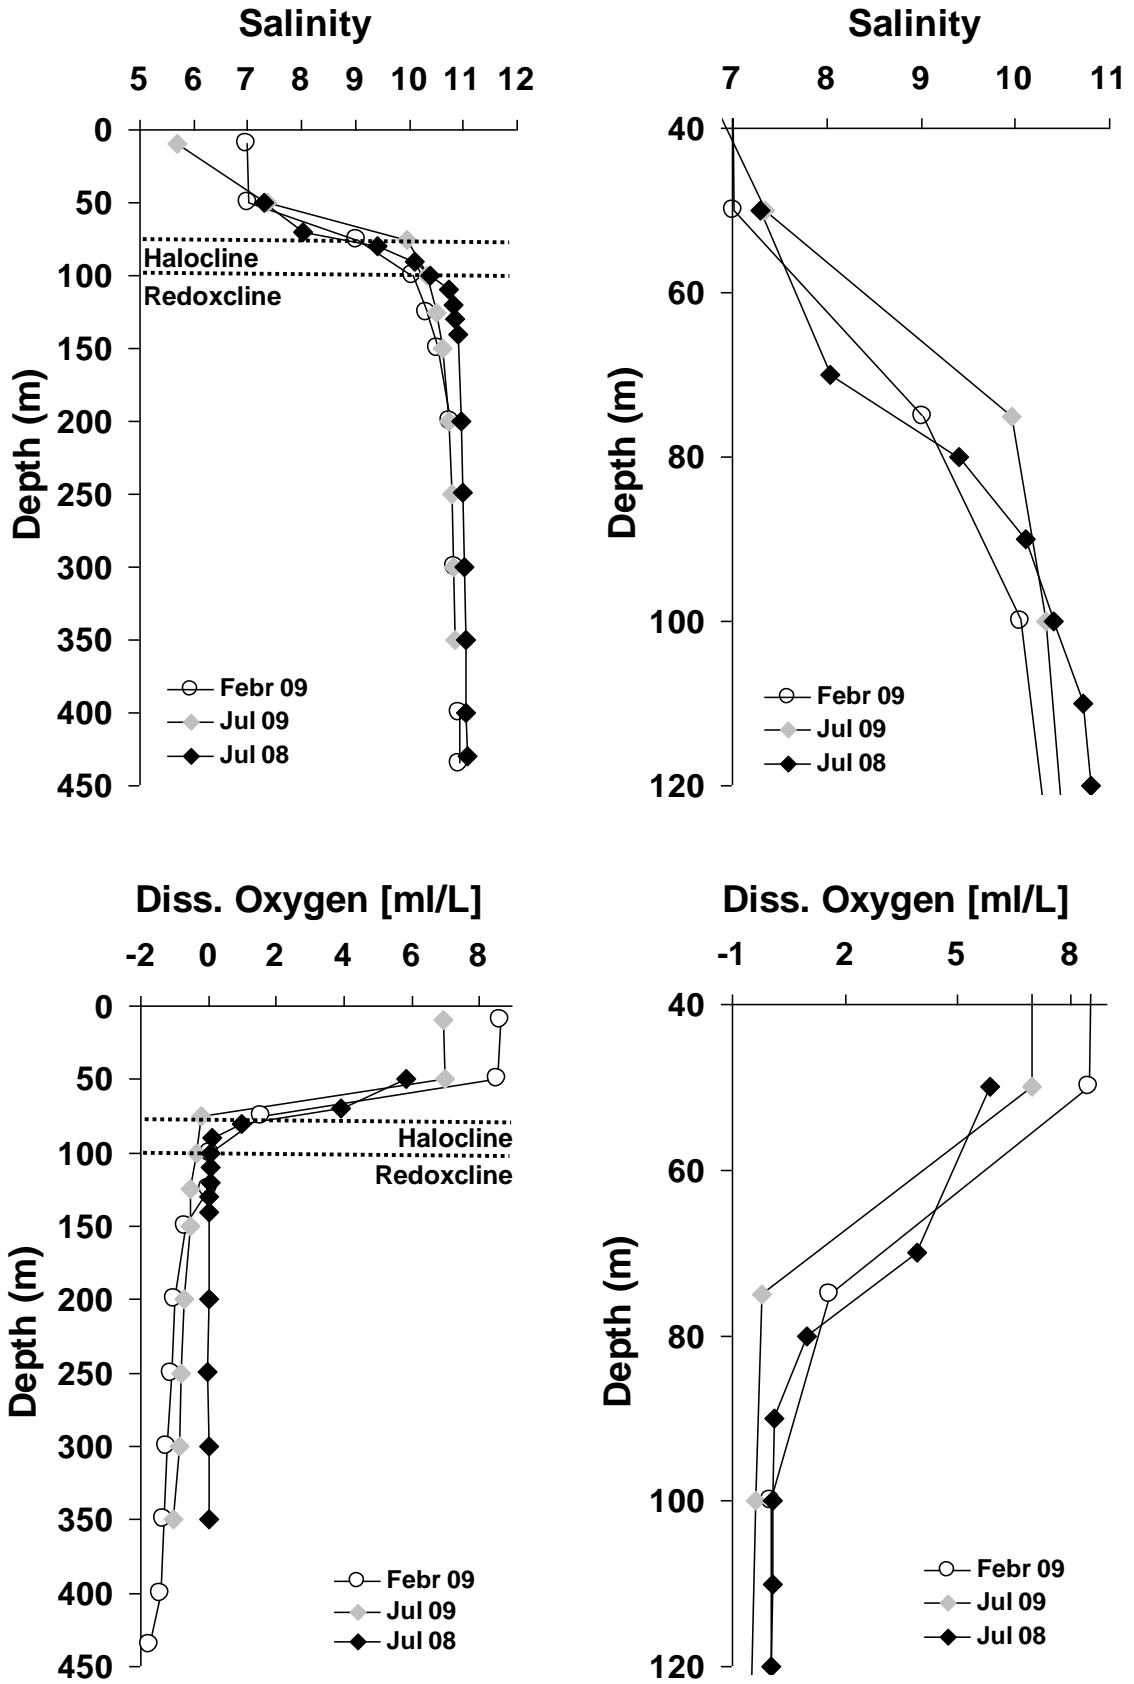 Salinity
5 6 7 8 9 10 11 12
0
50
100
150
200
250
300
350
400
450
Depth (m)
Halocline
Redoxcline
Febr 09
Jul 09
Jul 08
Salinity
7 8 9 10 11
40
60
80
100
120
Depth (m)
Febr 09
Jul 09
Jul 08
Diss. Oxygen [ml/L]
-2 0 2 4 6 8
0
50
100
150
200
250
300
350
400
450
Depth (m)
Halocline
Redoxcline
Febr 09
Jul 09
Jul 08
Diss. Oxygen [ml/L]
-1 2 5 8
40
60
80
100
120
Depth (m)
Febr 09
Jul 09
Jul 08